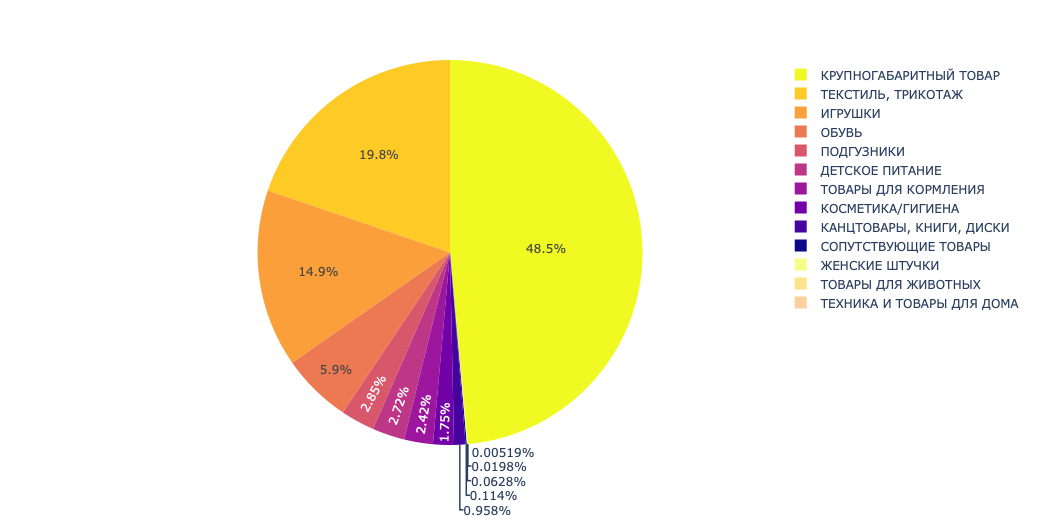 48.5%
19.8%
14.9%
5.9%
2.85%
2.72%
2.42%
1.75%
0.00519%
0.0198%
0.0628%
0.114%
0.958%
КРУПНОГАБАРИТНЫЙ ТОВАР
ТЕКСТИЛЬ, ТРИКОТАЖ
ИГРУШКИ
ОБУВЬ
ПОДГУЗНИКИ
ДЕТСКОЕ ПИТАНИЕ
ТОВАРЫ ДЛЯ КОРМЛЕНИЯ
КОСМЕТИКА/ГИГИЕНА
КАНЦТОВАРЫ, КНИГИ, ДИСКИ
СОПУТСТВУЮЩИЕ ТОВАРЫ
ЖЕНСКИЕ ШТУЧКИ
ТОВАРЫ ДЛЯ ЖИВОТНЫХ
ТЕХНИКА И ТОВАРЫ ДЛЯ ДОМА